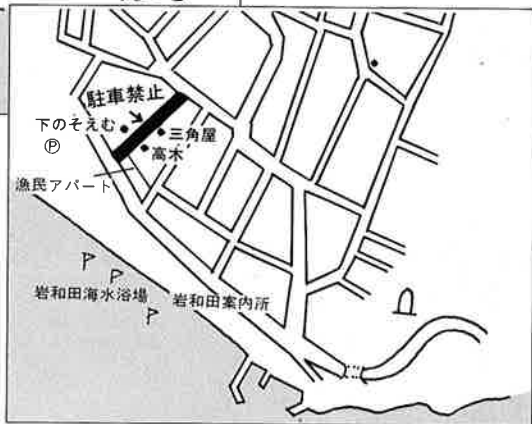 駐車禁止
下のそえむ
Ⓟ
三角屋
高木
漁民アパート
岩和田海水浴場
岩和田案内所